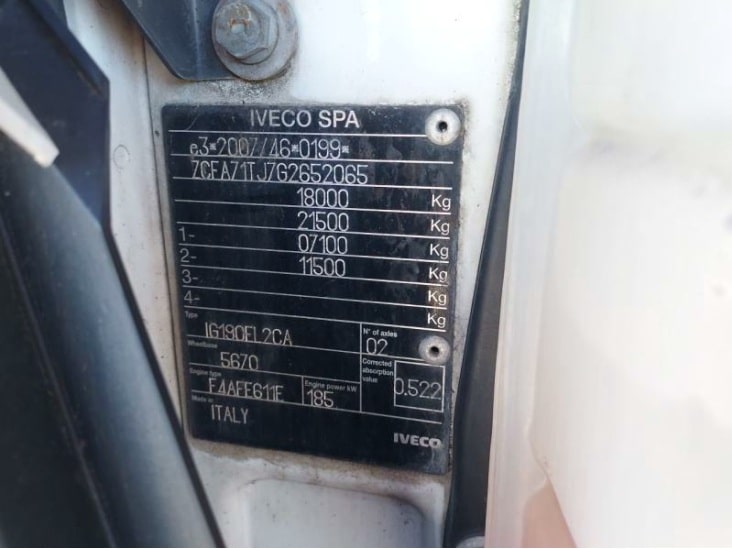 IVECO SPA
e3*2007/46*0199*
ZCFA71TJ7G2652065
18000 Kg
21500 Kg
1- 07100 Kg
2- 11500 Kg
3- Kg
4- Kg
Type
IG190EL2CA
N° of axles
02
Wheelbase
5670
Corrected absorption value
0.522
Engine type
F4AFE611E
Engine power kW
185
Made in
ITALY
IVECO